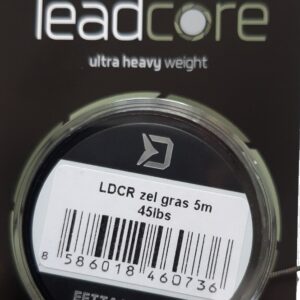 leadcore
ultra heavy weight
LDCR zel gras 5m
45lbs
8 586018 460736